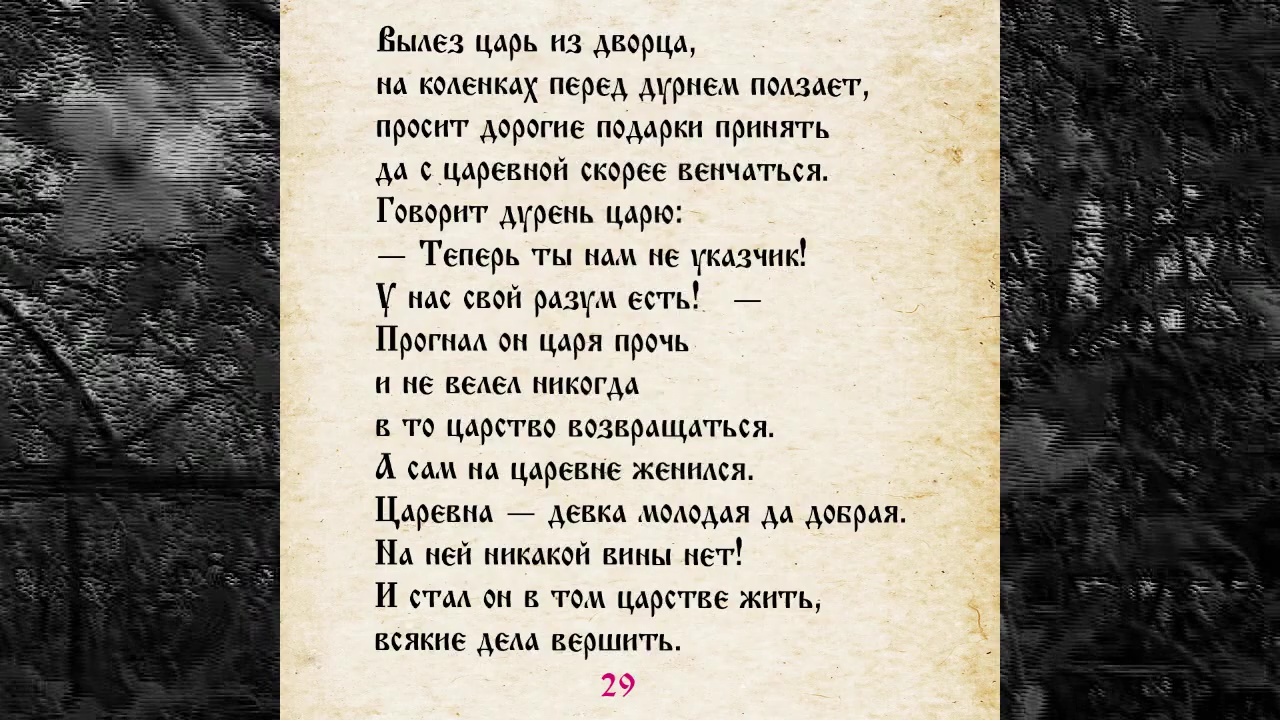 Вылез царь из дворца,
на коленках перед дурнем ползает,
просит дорогие подарки принять
да с царевной скорее венчаться.
Говорит дурень царю:
— Теперь ты нам не указчик!
У нас свой разум есть! —
Прогнал он царя прочь
и не велел никогда
в то царство возвращаться.
А сам на царевне женился.
Царевна — девка молодая да добрая.
На ней никакой вины нет!
И стал он в том царстве жить,
всякие дела вершить.
29